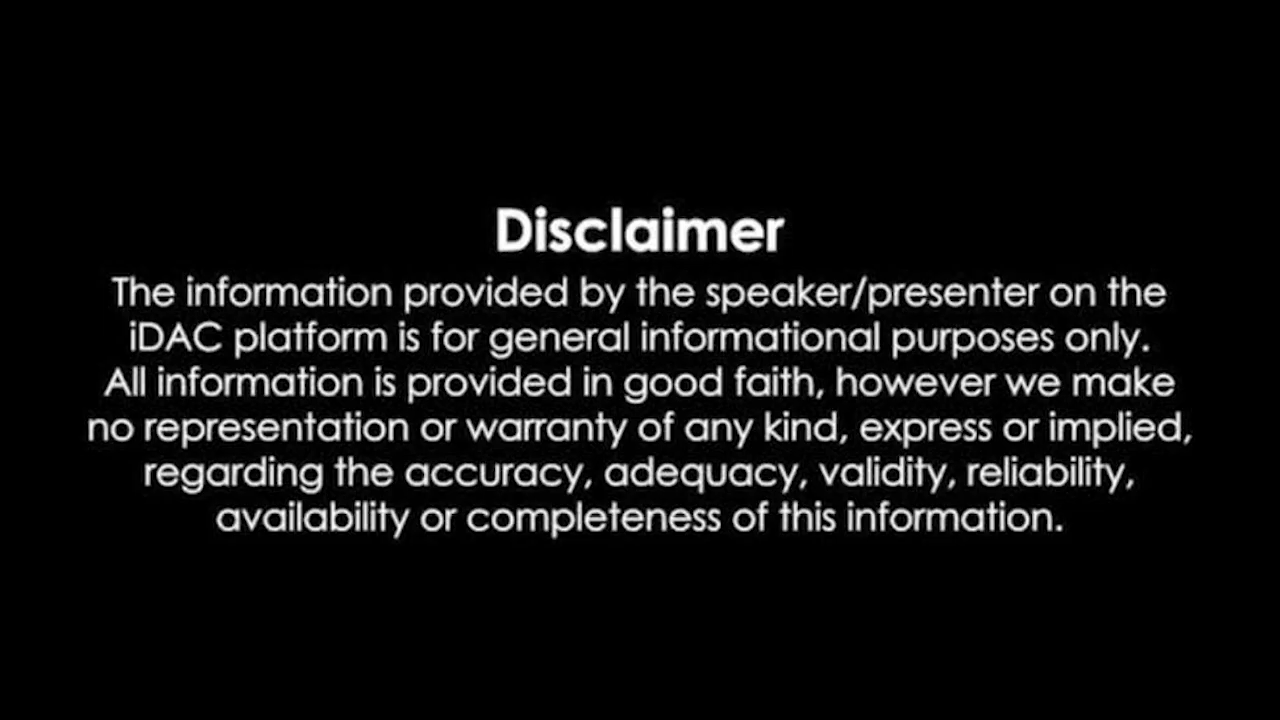 Disclaimer
The information provided by the speaker/presenter on the
iDAC platform is for general informational purposes only.
All information is provided in good faith, however we make
no representation or warranty of any kind, express or implied,
regarding the accuracy, adequacy, validity, reliability,
availability or completeness of this information.